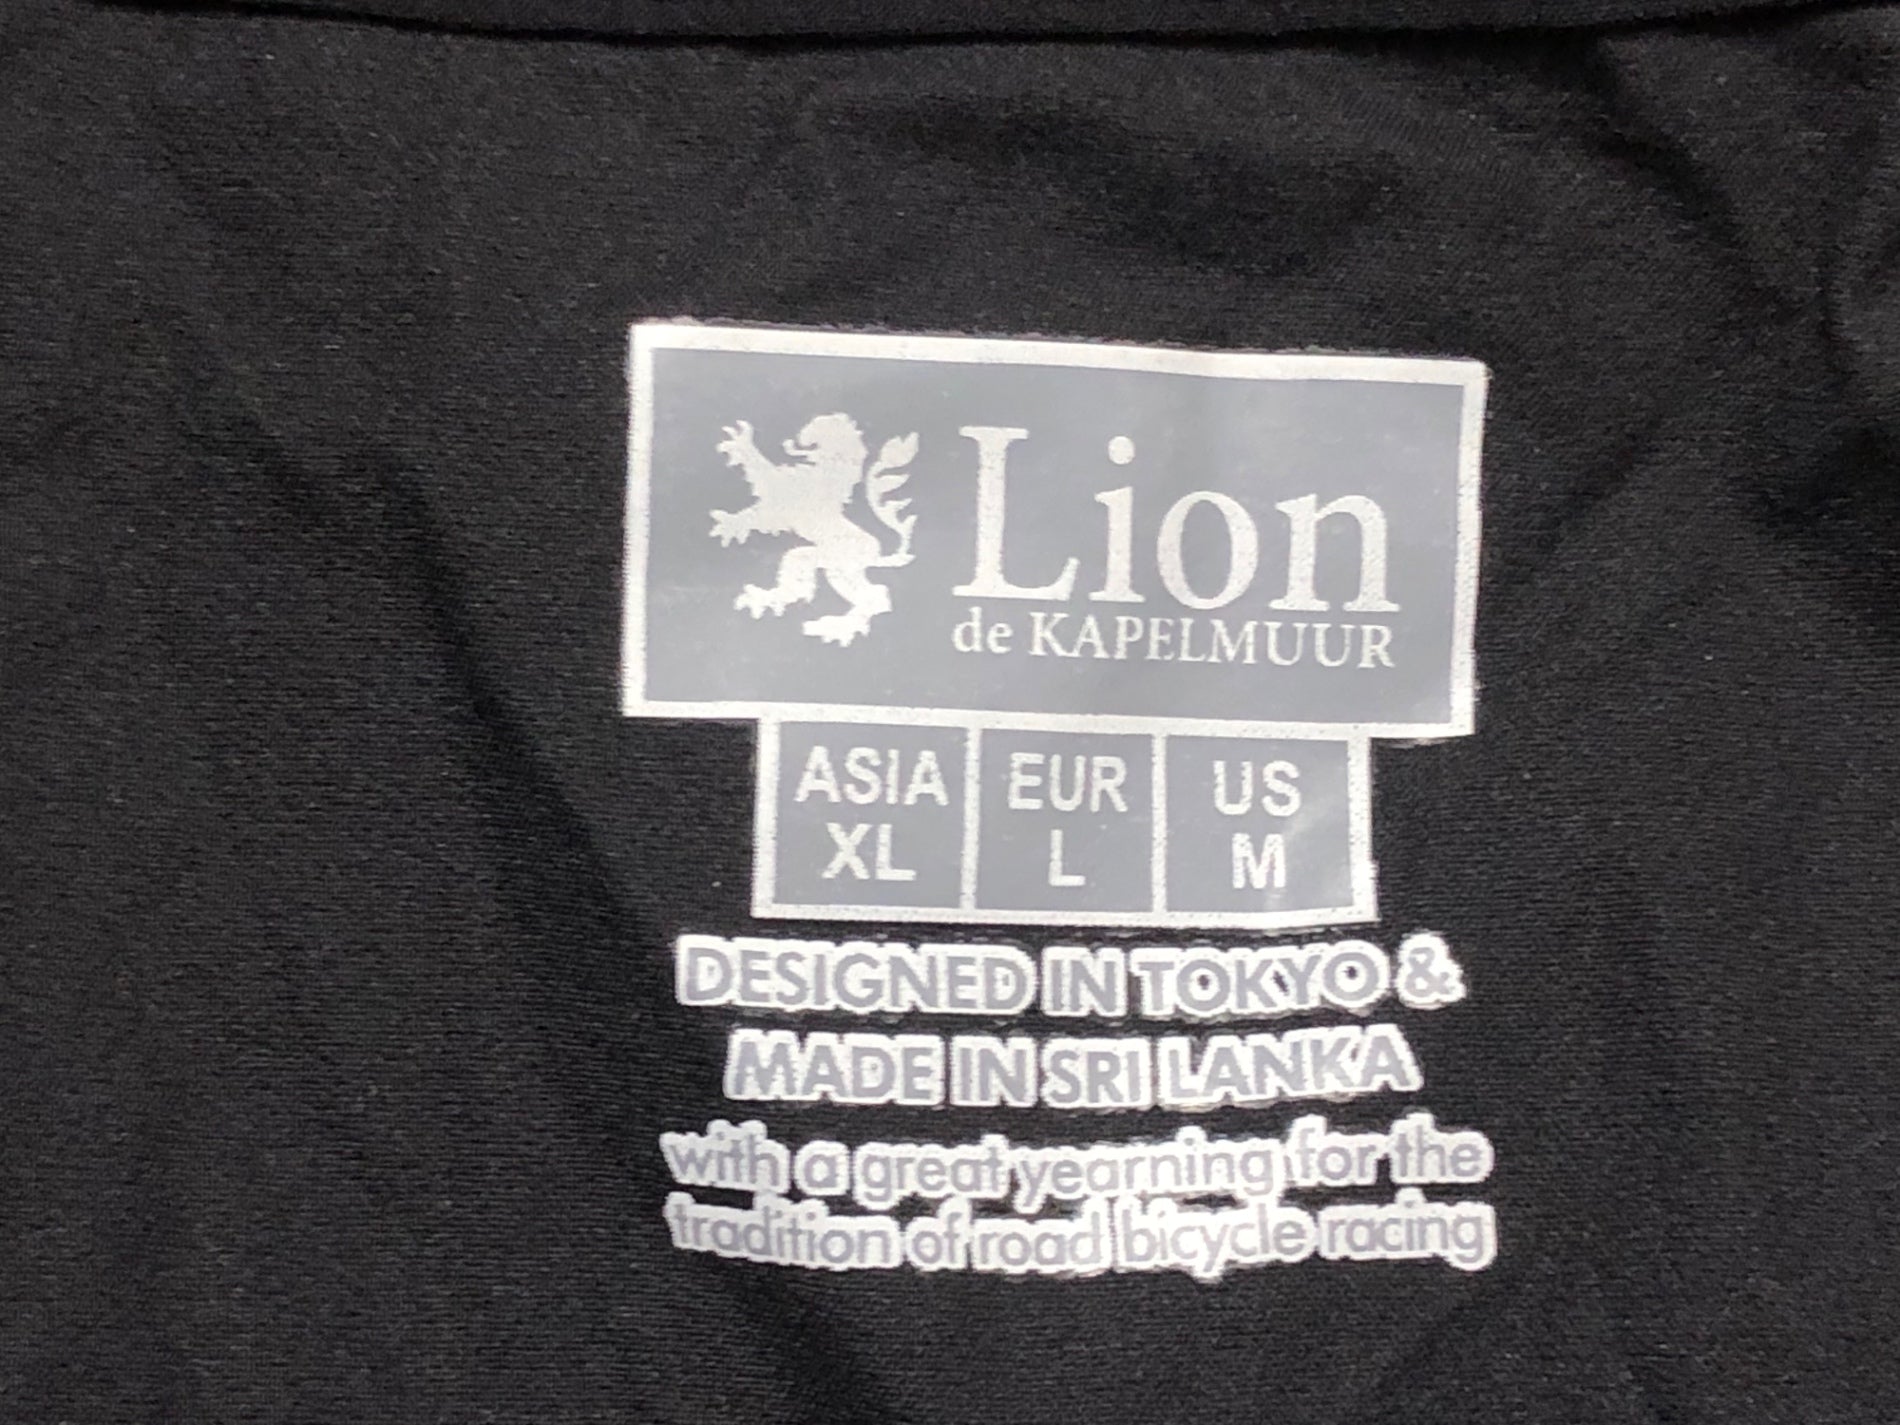 Lion
de KAPELMUUR
ASIA EUR US
XL L M
DESIGNED IN TOKYO &
MADE IN SRI LANKA
with a great yearning for the
tradition of road bicycle racing